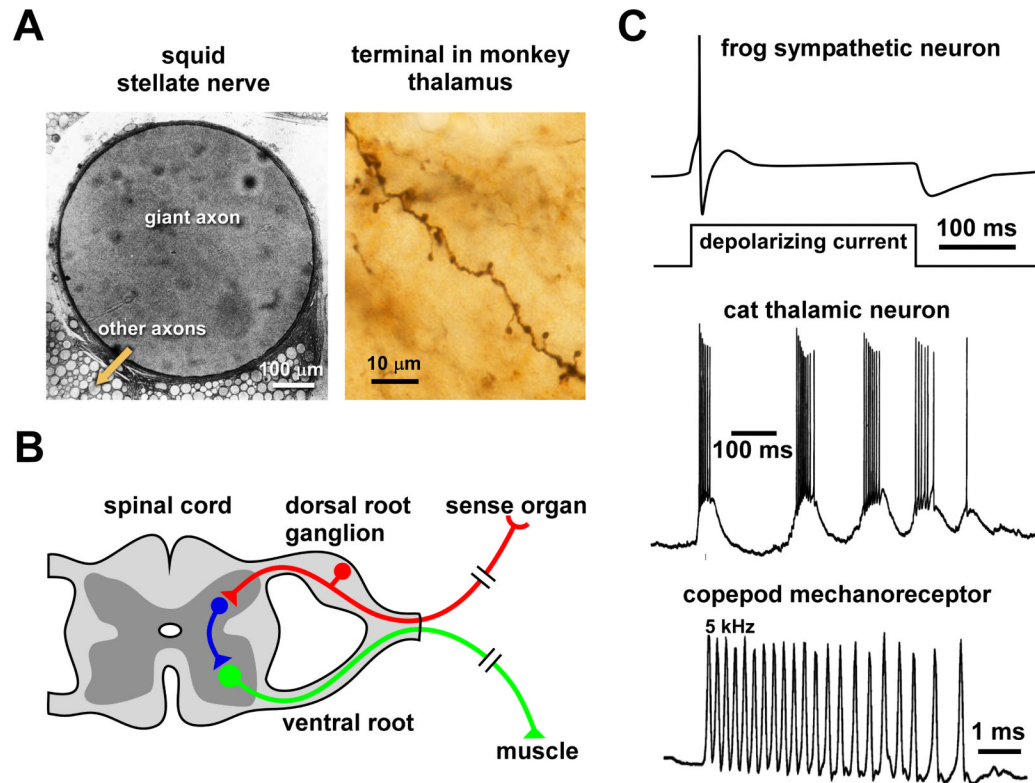 A
squid
stellate nerve
giant axon
other axons
100 μm
terminal in monkey
thalamus
10 μm
B
spinal cord
dorsal root
ganglion
sense organ
ventral root
muscle
C
frog sympathetic neuron
depolarizing current
100 ms
cat thalamic neuron
100 ms
copepod mechanoreceptor
5 kHz
1 ms